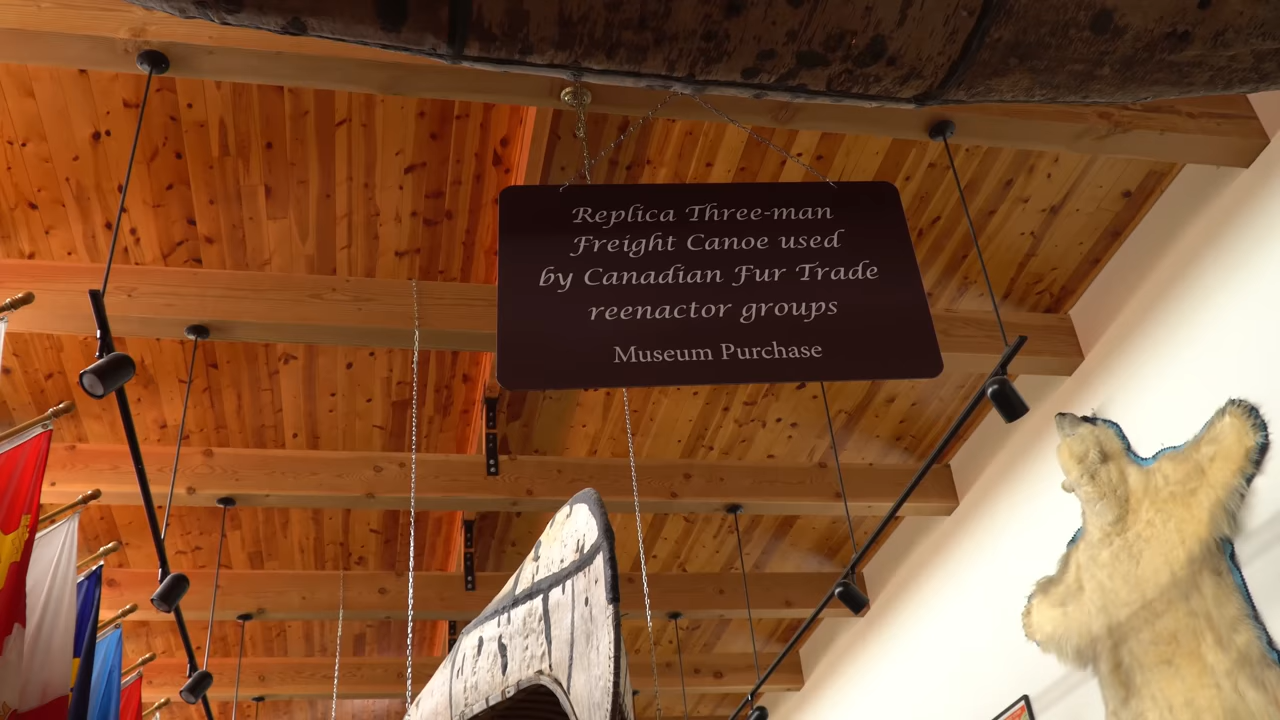 Replica Three-man
Freight Canoe used
by Canadian Fur Trade
reenactor groups
Museum Purchase